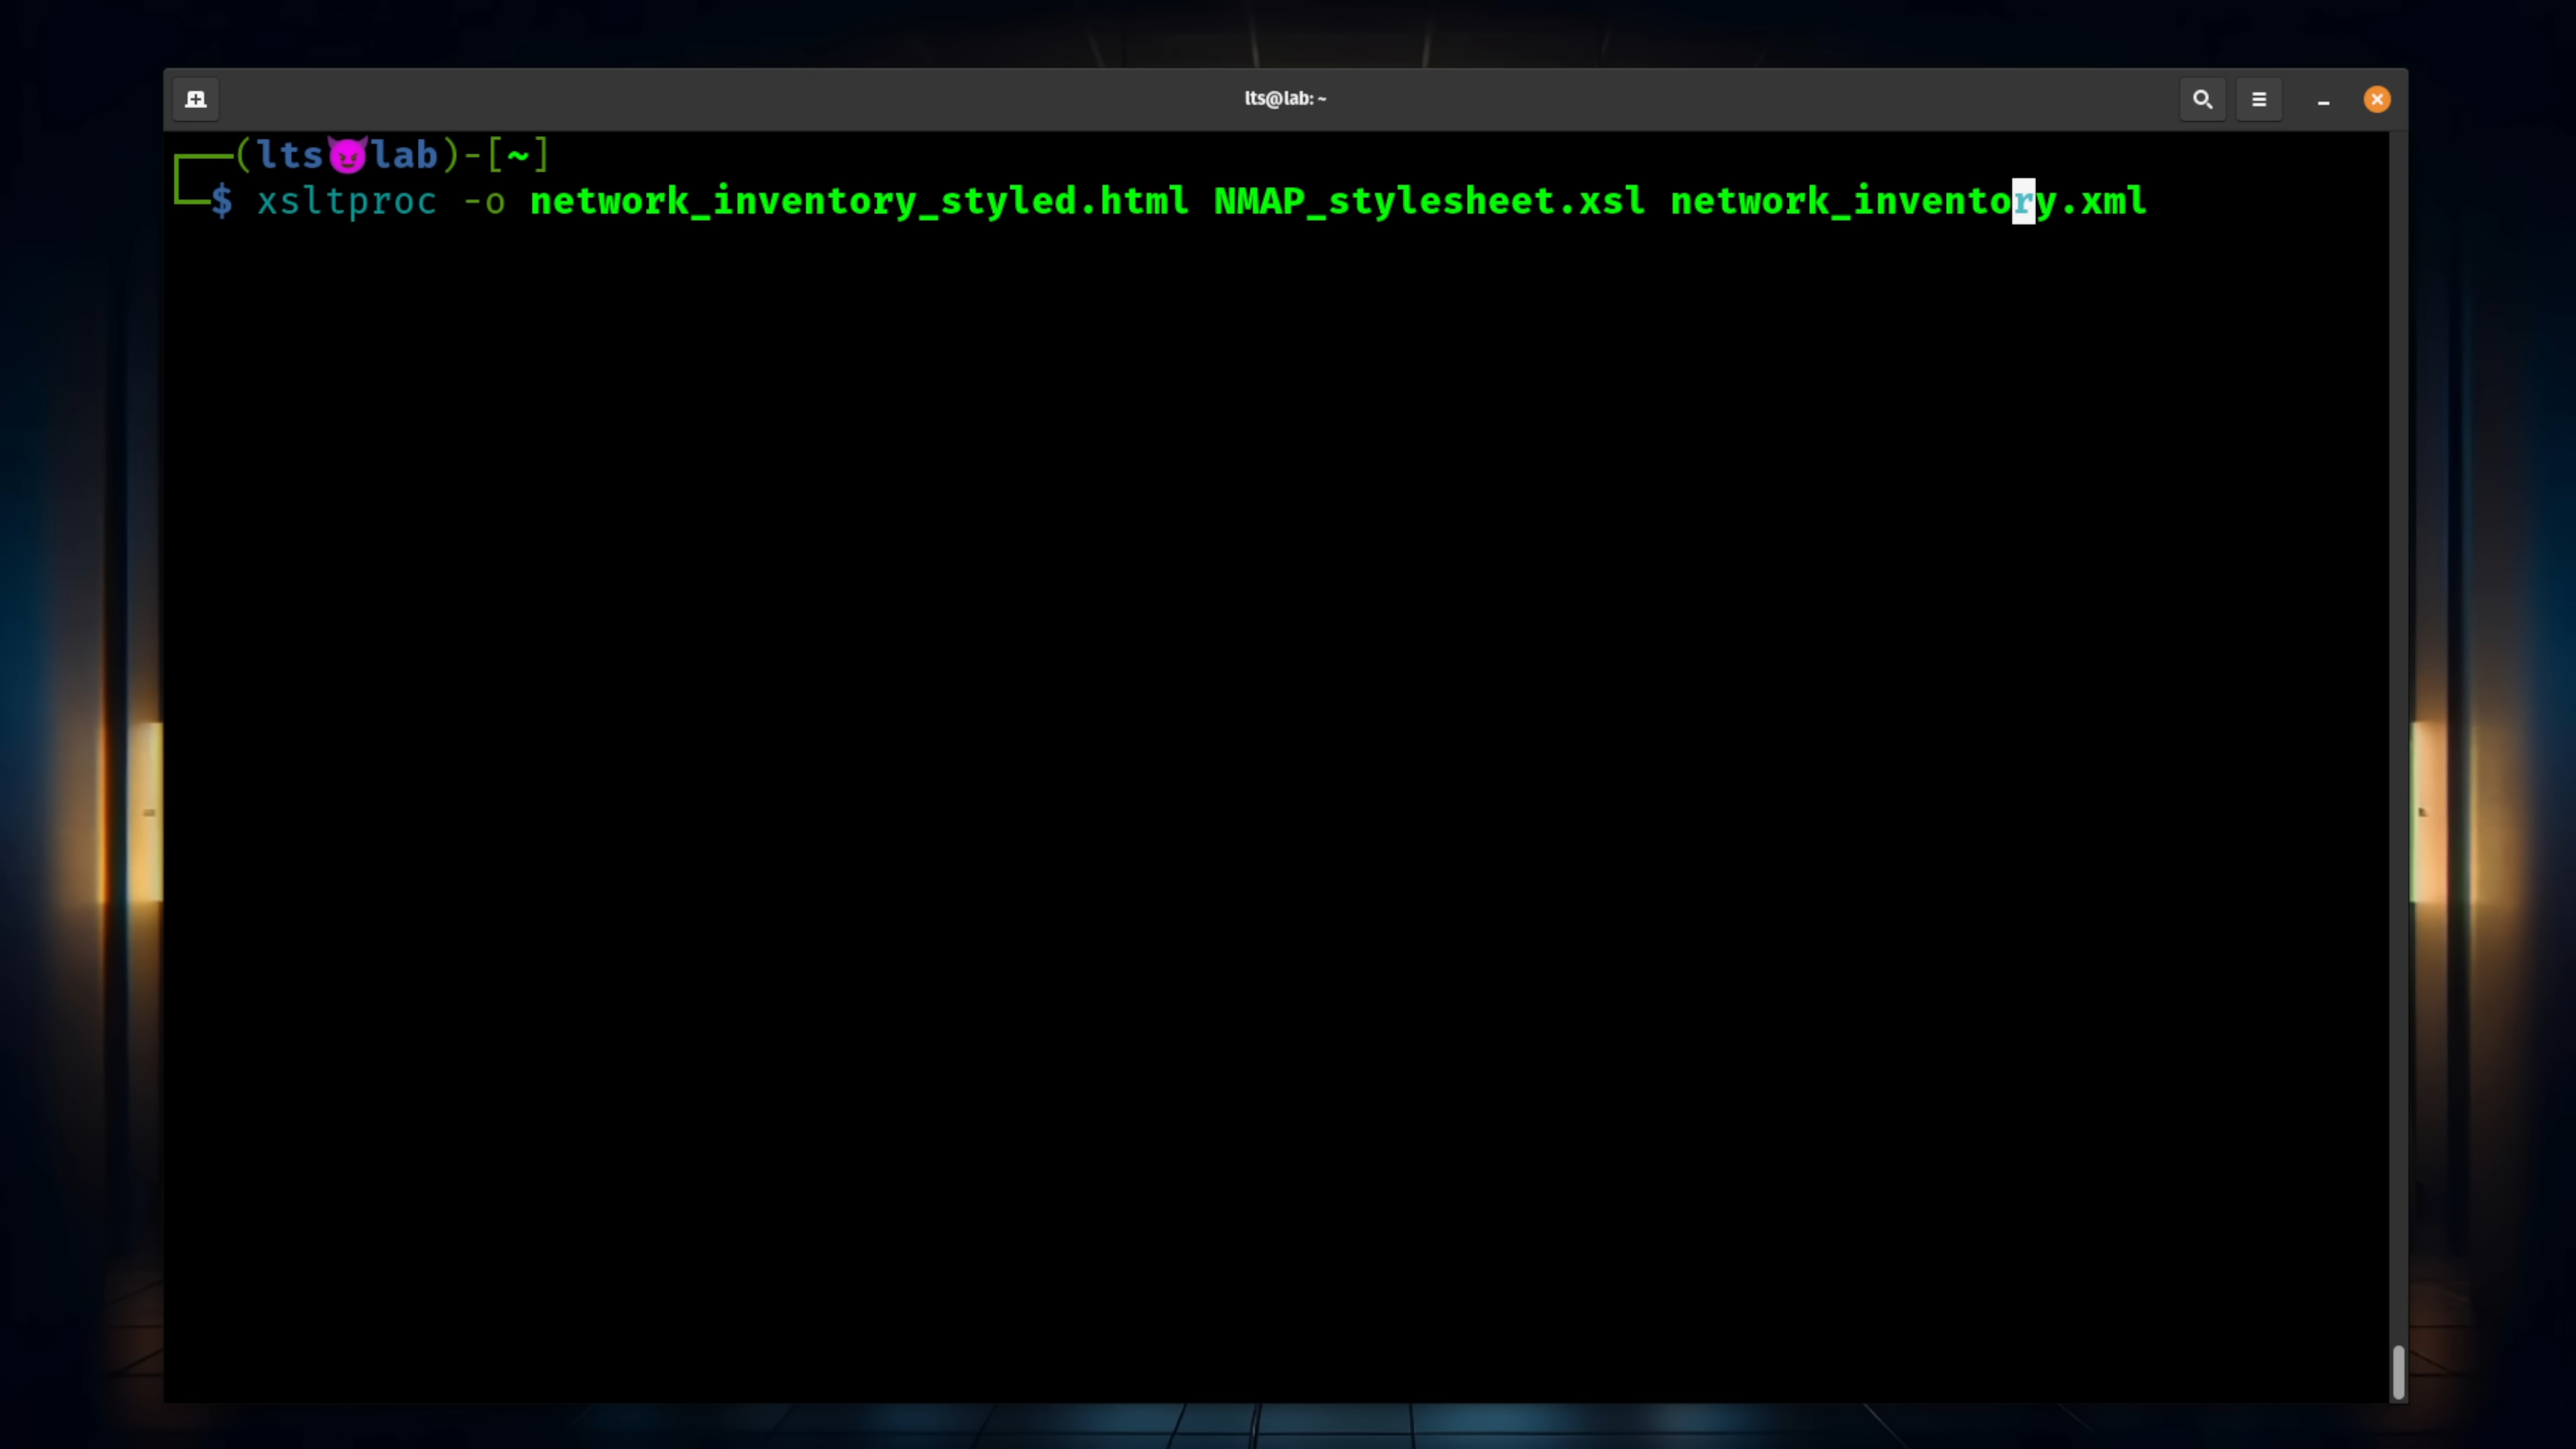 lts@lab: ~
(lts😈lab)-[~]
$ xsltproc -o network_inventory_styled.html NMAP_stylesheet.xsl network_inventory.xml